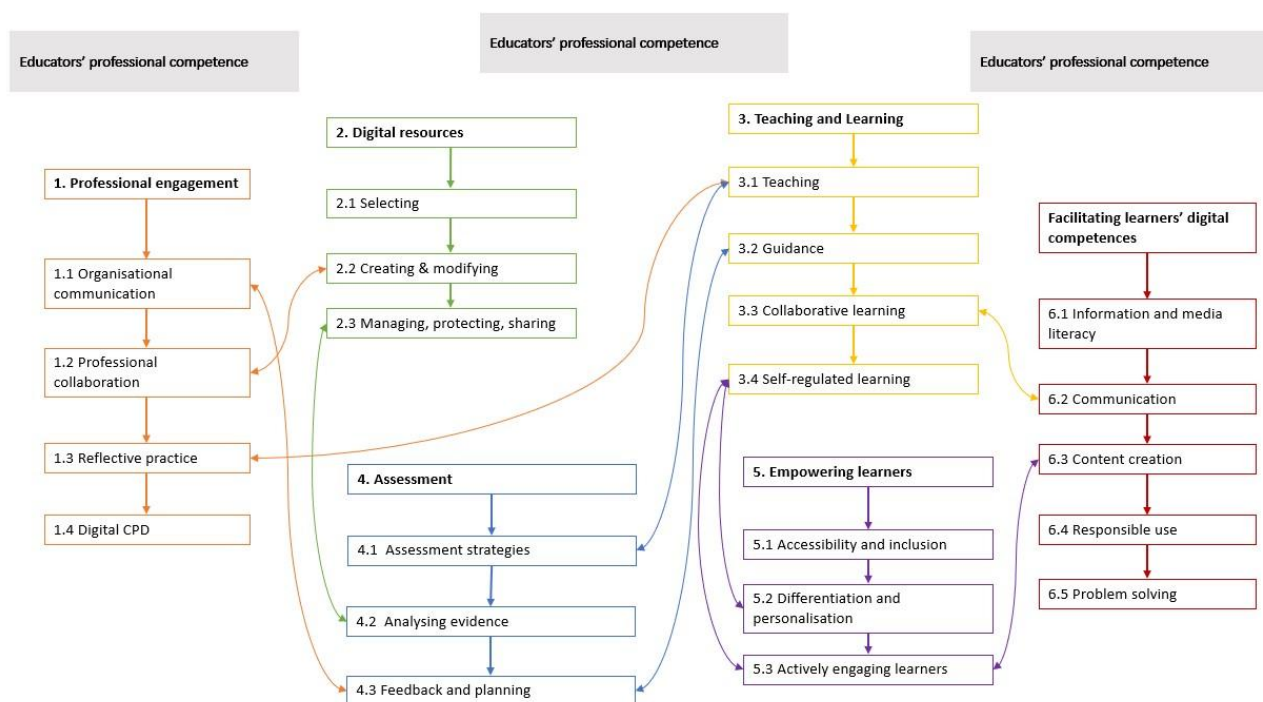 Educators' professional competence
Educators' professional competence
Educators' professional competence
1. Professional engagement
1.1 Organisational
communication
1.2 Professional
collaboration
1.3 Reflective practice
1.4 Digital CPD
2. Digital resources
2.1 Selecting
2.2 Creating & modifying
2.3 Managing, protecting, sharing
3. Teaching and Learning
3.1 Teaching
3.2 Guidance
3.3 Collaborative learning
3.4 Self-regulated learning
4. Assessment
4.1 Assessment strategies
4.2 Analysing evidence
4.3 Feedback and planning
5. Empowering learners
5.1 Accessibility and inclusion
5.2 Differentiation and
personalisation
5.3 Actively engaging learners
Facilitating learners' digital
competences
6.1 Information and media
literacy
6.2 Communication
6.3 Content creation
6.4 Responsible use
6.5 Problem solving